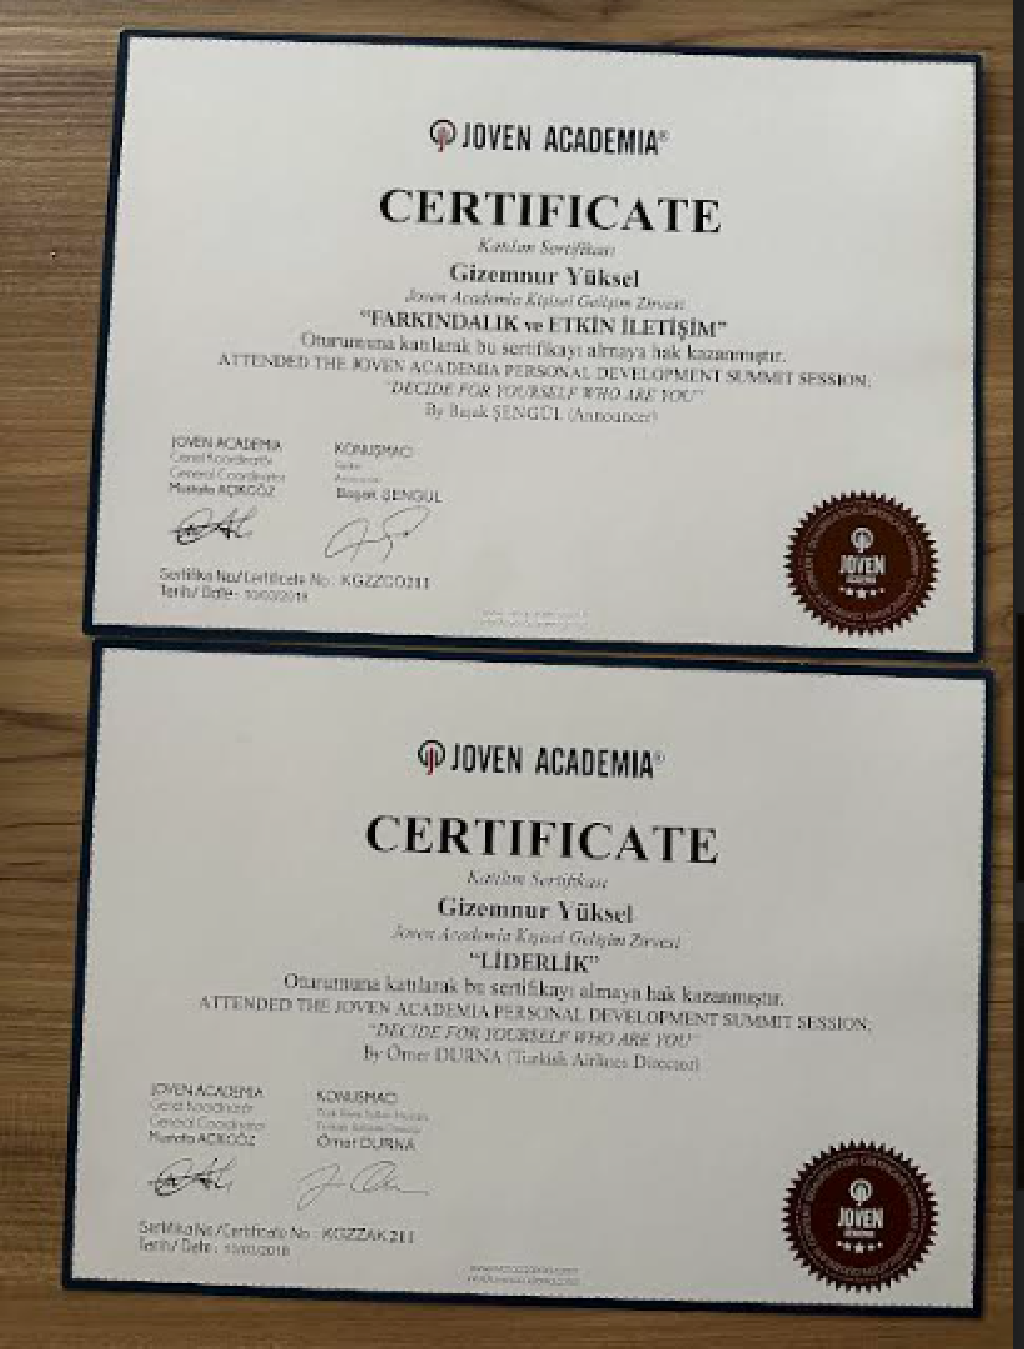 JOVEN ACADEMIA®
CERTIFICATE
Katılım Sertifikası
Gizemnur Yüksel
Joven Academia Kişisel Gelişim Zirvesi
“FARKINDALIK ve ETKİN İLETİŞİM”
Oturumuna katılarak bu sertifikayı almaya hak kazanmıştır.
ATTENDED THE JOVEN ACADEMIA PERSONAL DEVELOPMENT SUMMIT SESSION;
“DECIDE FOR YOURSELF WHO ARE YOU”
By Başak ŞENGÜL (Announcer)
JOVEN ACADEMIA
Genel Koordinatör
General Coordinator
Mustafa AÇIKGÖZ
KONUŞMACI
Başak ŞENGÜL
Sertifika No/Certificate No :
Tarih/ Date :
JOVEN
JOVEN ACADEMIA®
CERTIFICATE
Katılım Sertifikası
Gizemnur Yüksel
Joven Academia Kişisel Gelişim Zirvesi
“LİDERLİK”
Oturumuna katılarak bu sertifikayı almaya hak kazanmıştır.
ATTENDED THE JOVEN ACADEMIA PERSONAL DEVELOPMENT SUMMIT SESSION;
“DECIDE FOR YOURSELF WHO ARE YOU”
By Ömer DURNA (Turkish Airlines Director)
JOVEN ACADEMIA
Genel Koordinatör
General Coordinator
Mustafa AÇIKGÖZ
KONUŞMACI
Ömer DURNA
Sertifika No/Certificate No : KGZZAK211
Tarih/ Date :
JOVEN